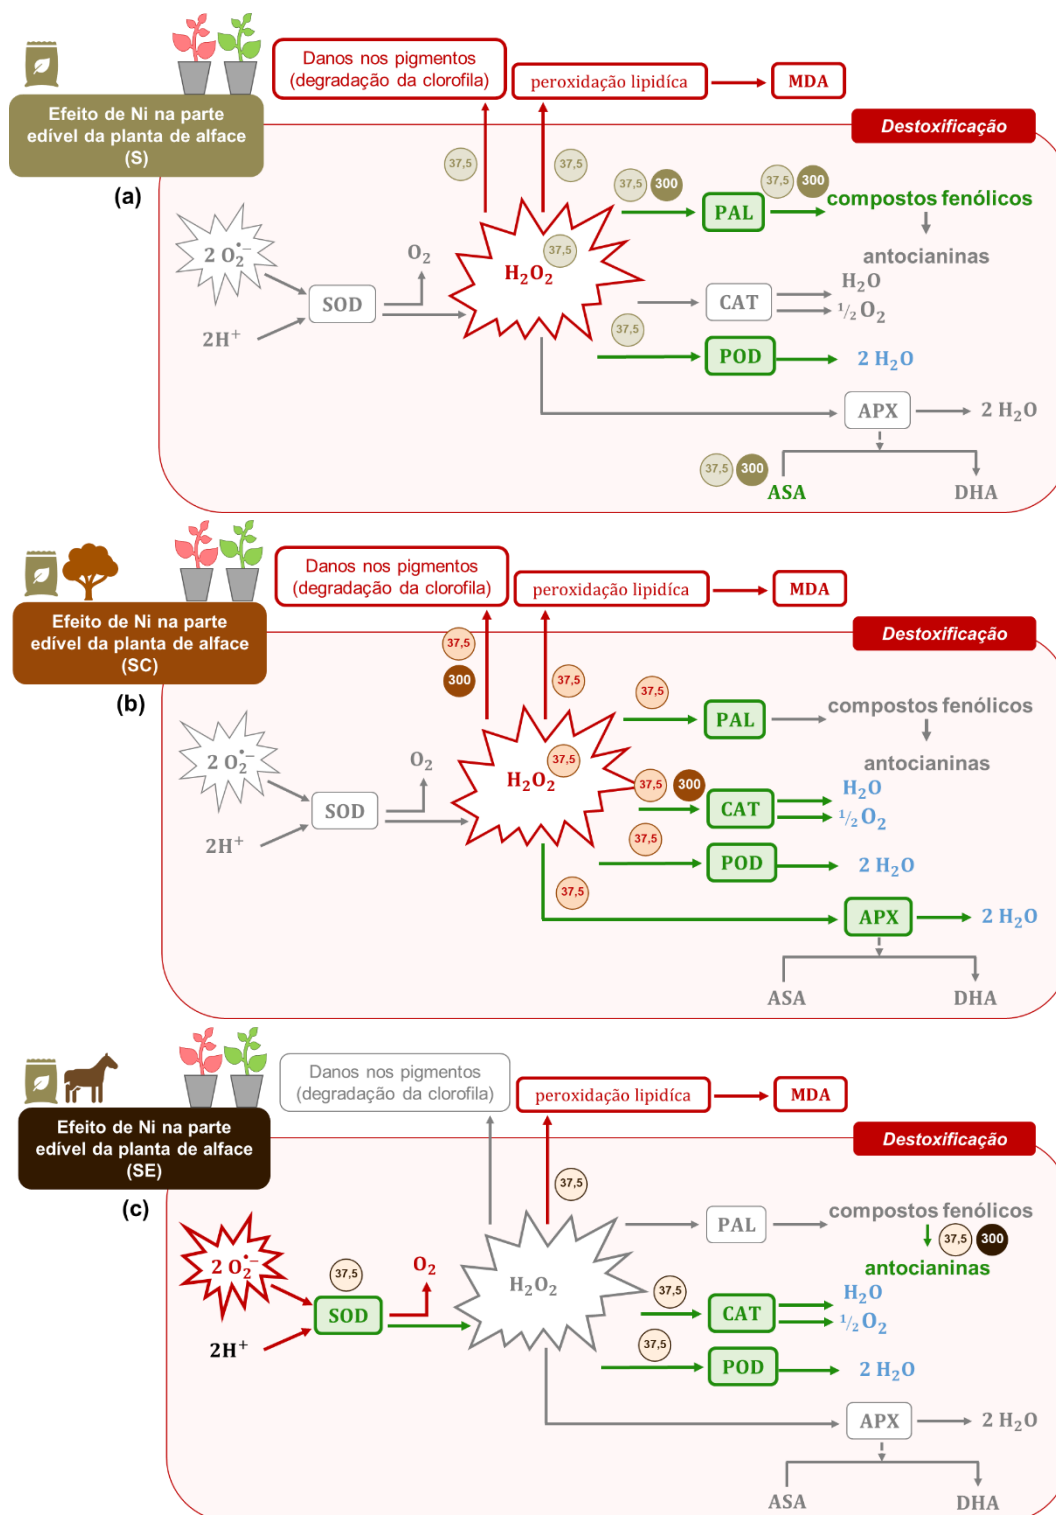 Danos nos pigmentos
(degradação da clorofila)
peroxidação lipidíca
MDA
Efeito de Ni na parte
edível da planta de alface
(S)
Destoxificação
(a)
37,5
37,5
37,5
300
PAL
37,5
300
compostos fenólicos
antocianinas
2 O₂•−
2H⁺
SOD
O₂
H₂O₂
37,5
CAT
H₂O
1/2 O₂
37,5
POD
2 H₂O
APX
2 H₂O
37,5
300
ASA
DHA
Danos nos pigmentos
(degradação da clorofila)
peroxidação lipidíca
MDA
Efeito de Ni na parte
edível da planta de alface
(SC)
Destoxificação
(b)
37,5
300
37,5
37,5
PAL
compostos fenólicos
antocianinas
2 O₂•−
2H⁺
SOD
O₂
H₂O₂
37,5
37,5
300
CAT
H₂O
1/2 O₂
37,5
POD
2 H₂O
37,5
APX
2 H₂O
ASA
DHA
Danos nos pigmentos
(degradação da clorofila)
peroxidação lipidíca
MDA
Efeito de Ni na parte
edível da planta de alface
(SE)
Destoxificação
(c)
37,5
PAL
compostos fenólicos
37,5
300
antocianinas
2 O₂•−
2H⁺
37,5
SOD
O₂
H₂O₂
37,5
CAT
H₂O
1/2 O₂
37,5
POD
2 H₂O
APX
2 H₂O
ASA
DHA